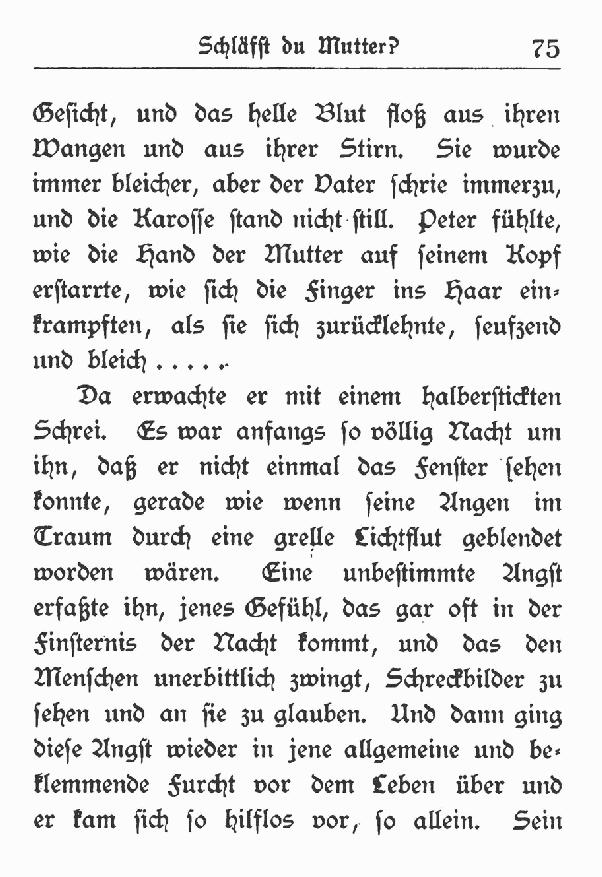 Schläfst du Mutter? 75
Gesicht, und das helle Blut floß aus ihren
Wangen und aus ihrer Stirn. Sie wurde
immer bleicher, aber der Vater schrie immerzu,
und die Karosse stand nicht still. Peter fühlte,
wie die Hand der Mutter auf seinem Kopf
erstarrte, wie sich die Finger ins Haar ein-
krampften, als sie sich zurücklehnte, seufzend
und bleich . . . . . .
Da erwachte er mit einem halberstickten
Schrei. Es war anfangs so völlig Nacht um
ihn, daß er nicht einmal das Fenster sehen
konnte, gerade wie wenn seine Angen im
Traum durch eine grelle Lichtflut geblendet
worden wären. Eine unbestimmte Angst
erfaßte ihn, jenes Gefühl, das gar oft in der
Finsternis der Nacht kommt, und das den
Menschen unerbittlich zwingt, Schreckbilder zu
sehen und an sie zu glauben. Und dann ging
diese Angst wieder in jene allgemeine und be-
klemmende Furcht vor dem Leben über und
er kam sich so hilflos vor, so allein. Sein